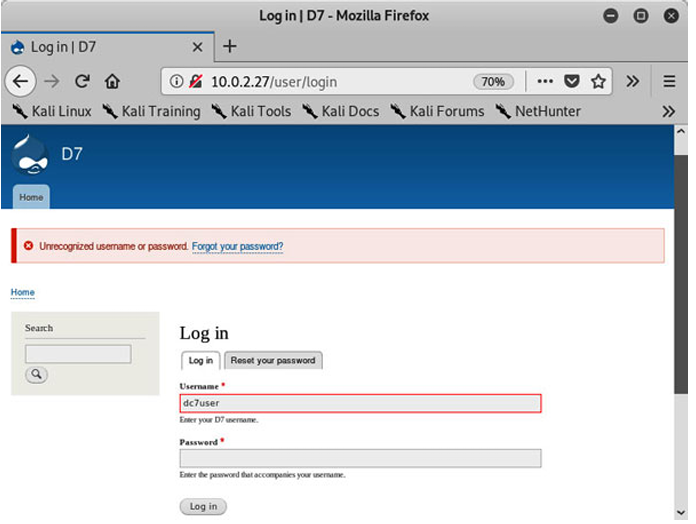 Log in | D7 - Mozilla Firefox
Log in | D7
10.0.2.27/user/login 70%
Kali Linux Kali Training Kali Tools Kali Docs Kali Forums NetHunter
D7
Home
Unrecognized username or password. Forgot your password?
Home
Search
Log in
Log in Reset your password
Username *
dc7user
Enter your D7 username.
Password *
Enter the password that accompanies your username.
Log in